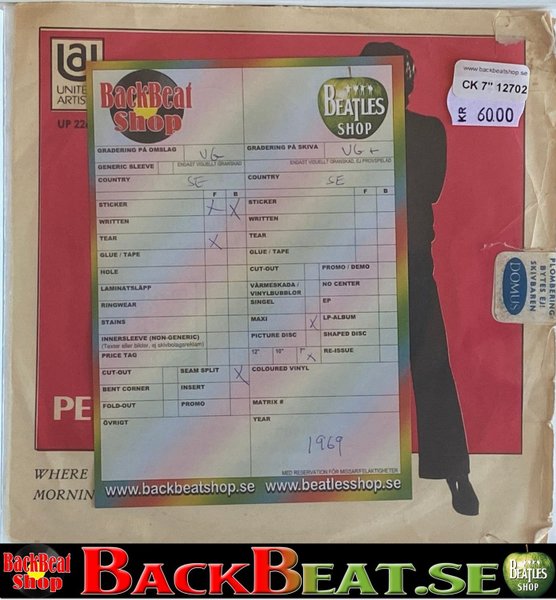 UNITE
ARTIS
UP 22
www.backbeatshop.se
CK 7" 12702
KR 6000
BackBeat
Shop
BEATLES
SHOP
GRADERING PÅ OMSLAG VG
ENDAST VISUELLT GRANSKAD
GENERIC SLEEVE
COUNTRY SE
F B
STICKER X X
WRITTEN
TEAR X
GLUE / TAPE
HOLE
LAMINATSLÄPP
RINGWEAR
STAINS
INNERSLEEVE (NON-GENERIC)
(Texter eller bilder, ej skivbolagsreklam)
PRICE TAG
CUT-OUT SEAM SPLIT X
BENT CORNER INSERT
FOLD-OUT PROMO
ÖVRIGT
GRADERING PÅ SKIVA VG+
ENDAST VISUELLT GRANSKAD, EJ PROVSPELAD
COUNTRY SE
F B
STICKER
WRITTEN
TEAR
GLUE / TAPE
CUT-OUT PROMO / DEMO
VÄRMESKADA / VINYLBUBBLOR NO CENTER
SINGEL X EP
MAXI LP-ALBUM
PICTURE DISC SHAPED DISC
12" 10" 7" X RE-ISSUE
COLOURED VINYL
MATRIX #
YEAR
1969
MED RESERVATION FÖR MISSAR/FELAKTIGHETER
www.backbeatshop.se www.beatlesshop.se
PLOMBERING
BYTES EJ!
SKIVBAREN
DOMUS
PE
WHERE
MORNIN
BackBeat
Shop
BACKBEAT.SE
BEATLES
SHOP